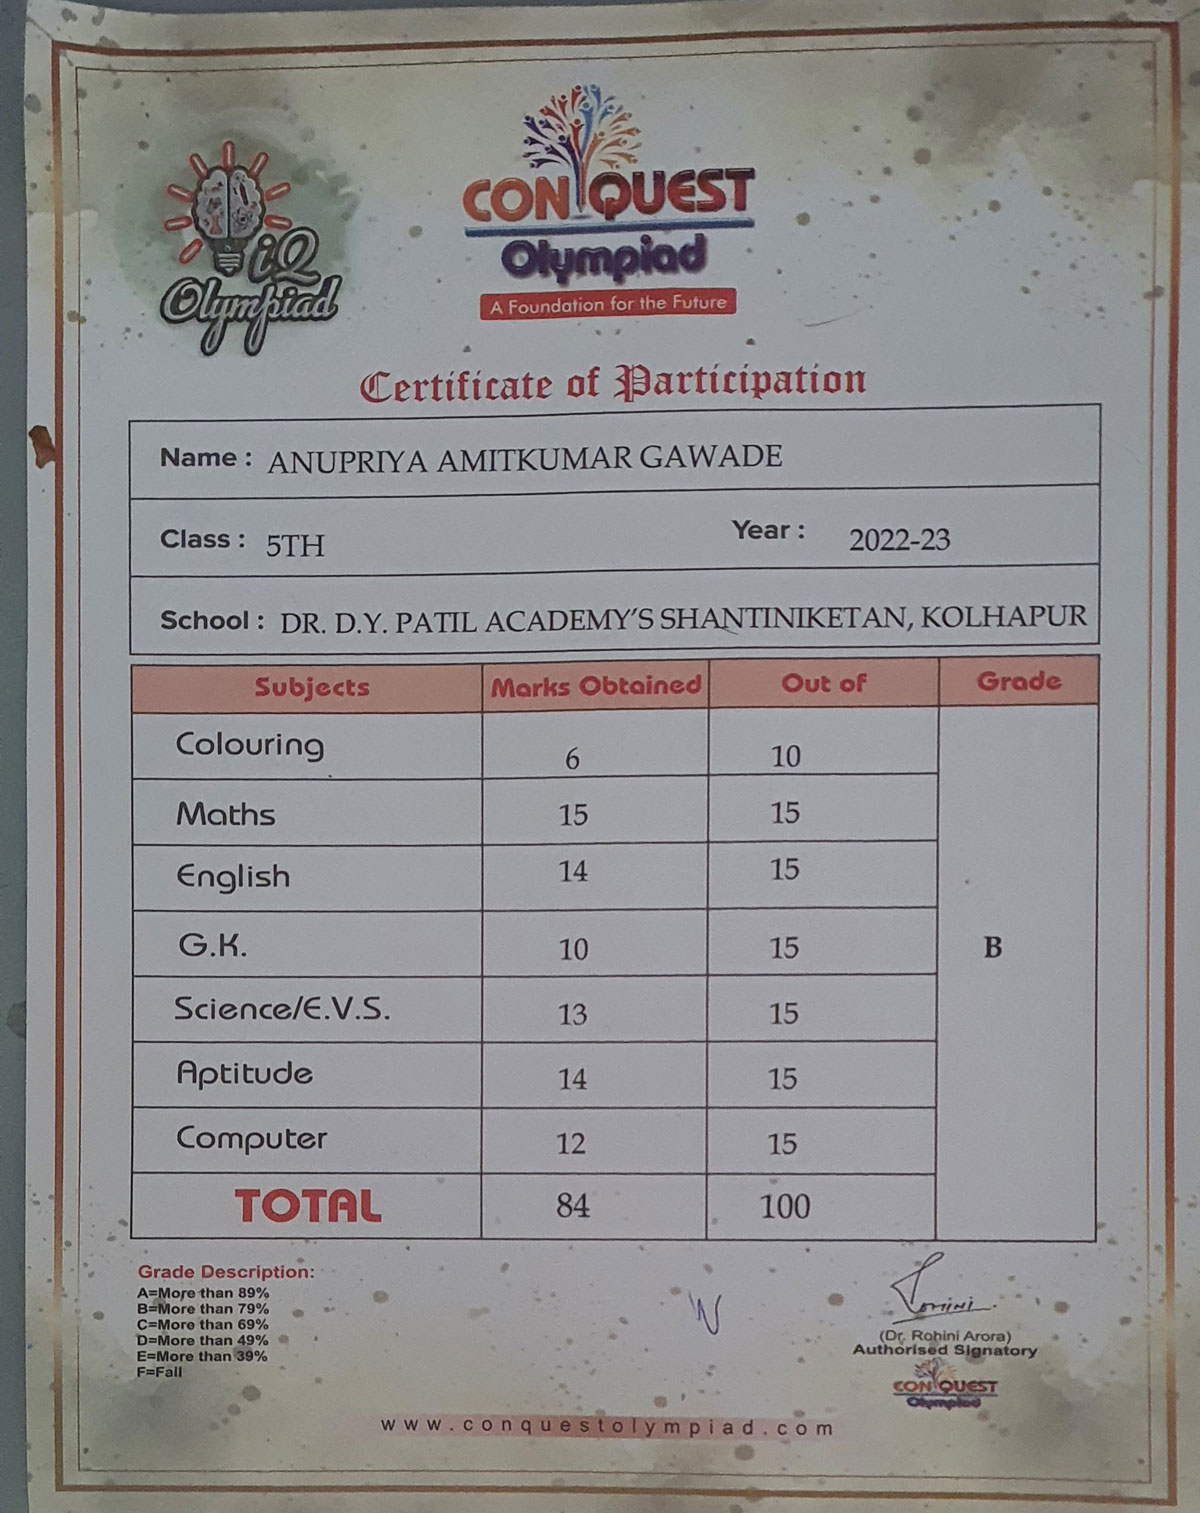 iQ
Olympiad
CONQUEST
Olympiad
A Foundation for the Future
Certificate of Participation
Name : ANUPRIYA AMITKUMAR GAWADE
Class : 5TH Year : 2022-23
School : DR. D.Y. PATIL ACADEMY'S SHANTINIKETAN, KOLHAPUR
Subjects Marks Obtained Out of Grade
Colouring 6 10
Maths 15 15
English 14 15
G.K. 10 15 B
Science/E.V.S. 13 15
Aptitude 14 15
Computer 12 15
TOTAL 84 100
Grade Description:
A=More than 89%
B=More than 79%
C=More than 69%
D=More than 49%
E=More than 39%
F=Fail
(Dr. Rohini Arora)
Authorised Signatory
CONQUEST
Olympiad
www.conquestolympiad.com